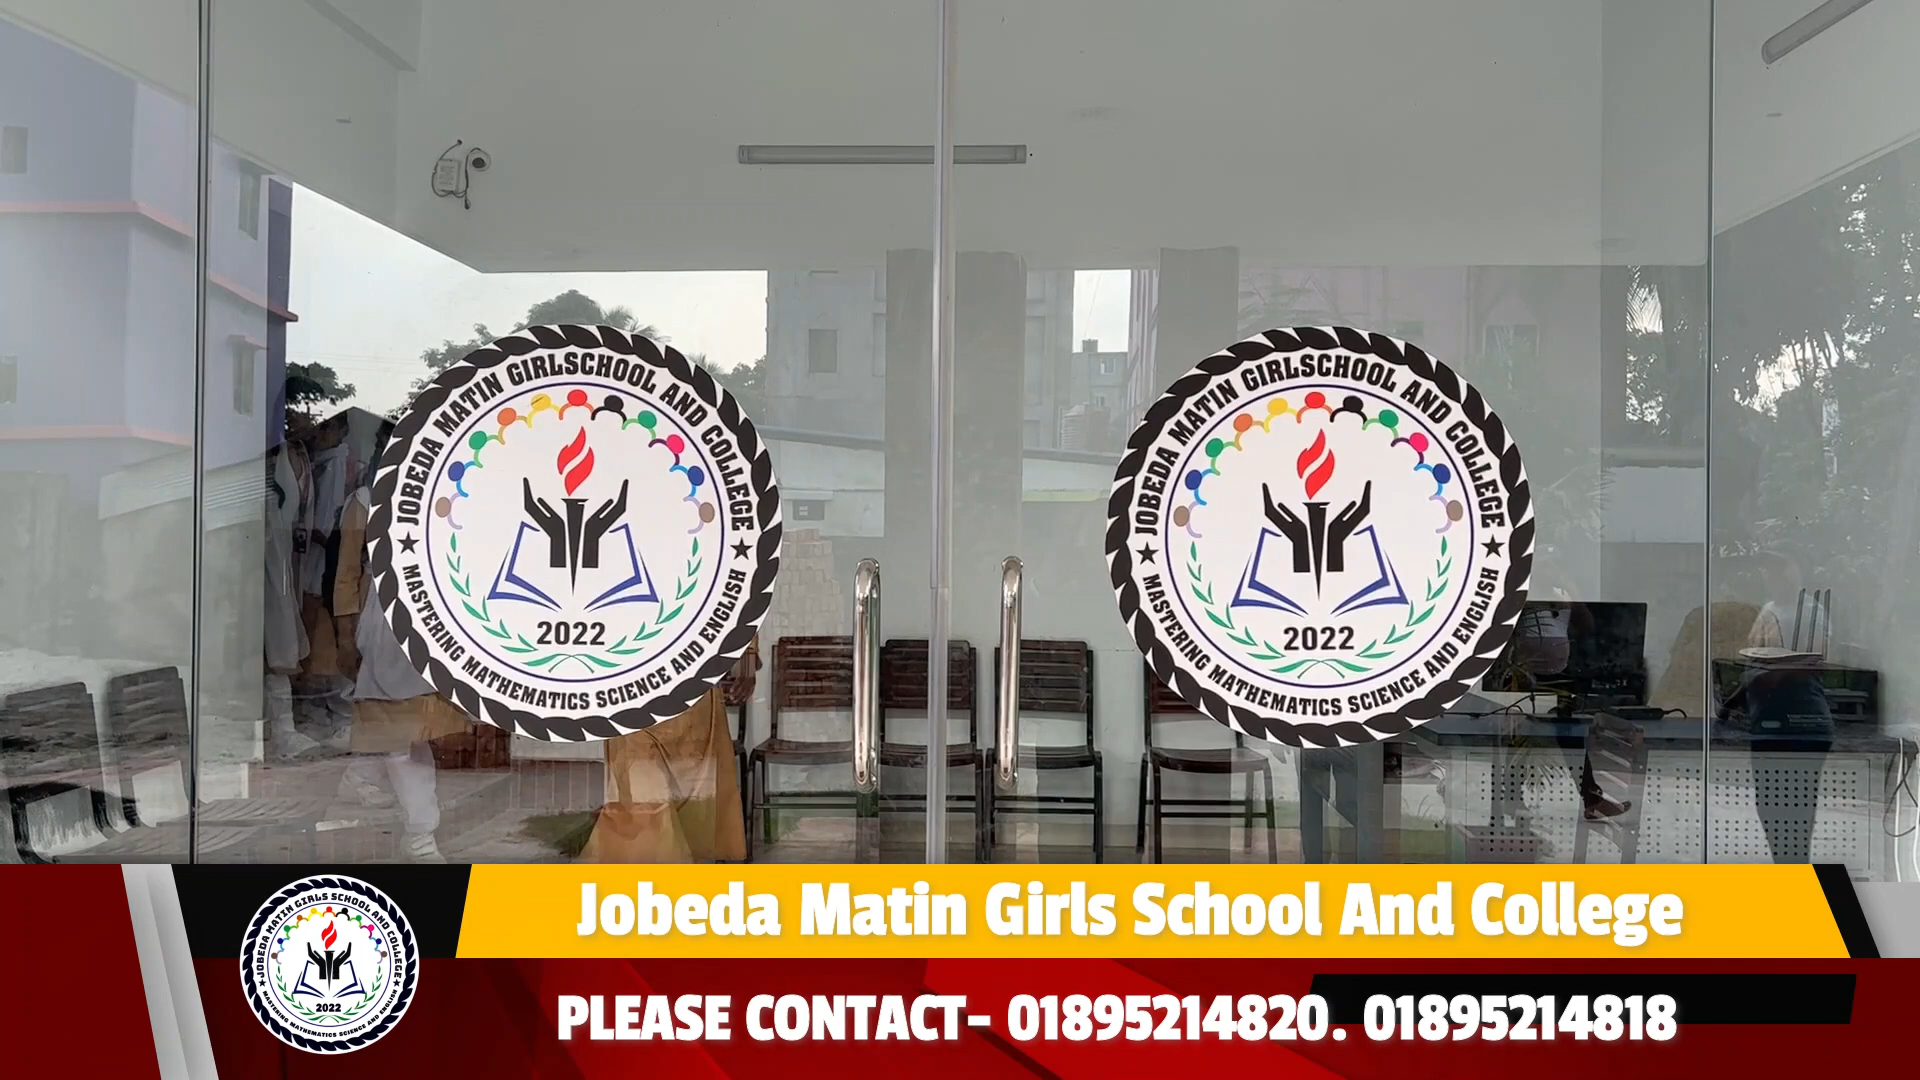 JOBEDA MATIN GIRLSCHOOL AND COLLEGE
2022
MASTERING MATHEMATICS SCIENCE AND ENGLISH
JOBEDA MATIN GIRLSCHOOL AND COLLEGE
2022
MASTERING MATHEMATICS SCIENCE AND ENGLISH
Jobeda Matin Girls School And College
JOBEDA MATIN GIRLS SCHOOL AND COLLEGE
2022
MASTERING MATHEMATICS SCIENCE AND ENGLISH
PLEASE CONTACT- 01895214820. 01895214818